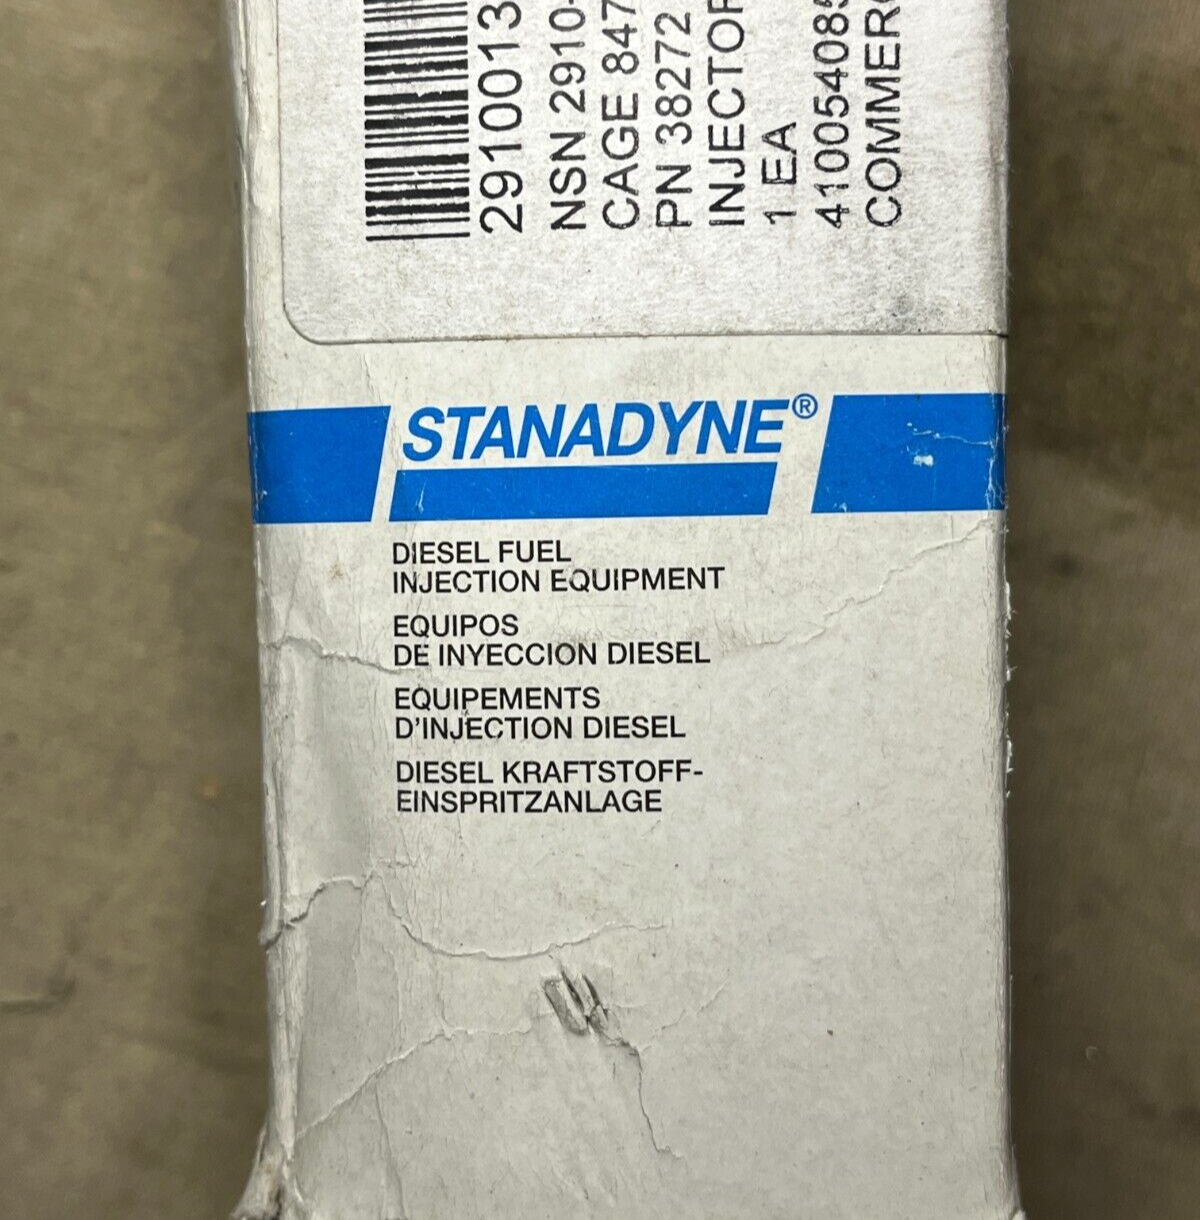 2910013
NSN 2910-
CAGE 847
PN 38272
INJECTOR
1 EA
410054085
COMMERC
STANADYNE®
DIESEL FUEL
INJECTION EQUIPMENT
EQUIPOS
DE INYECCION DIESEL
EQUIPEMENTS
D'INJECTION DIESEL
DIESEL KRAFTSTOFF-
EINSPRITZANLAGE